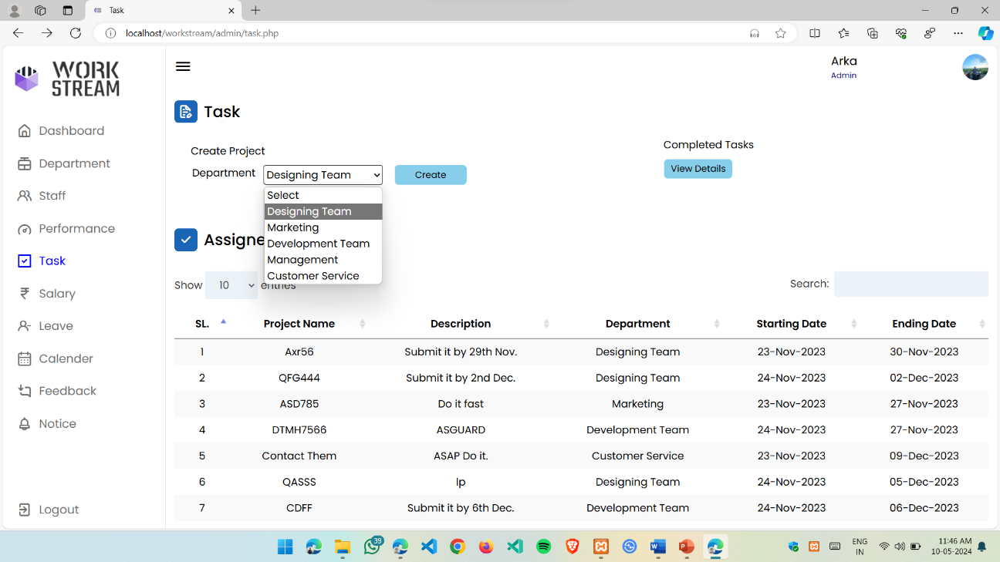 Task
localhost/workstream/admin/task.php
WORK
STREAM
Arka
Admin
Dashboard
Department
Staff
Performance
Task
Salary
Leave
Calender
Feedback
Notice
Logout
Task
Create Project
Department Designing Team Create
Select
Designing Team
Marketing
Development Team
Management
Customer Service
Completed Tasks
View Details
Assigne
Show 10 entries
Search:
SL. Project Name Description Department Starting Date Ending Date
1 Axr56 Submit it by 29th Nov. Designing Team 23-Nov-2023 30-Nov-2023
2 QFG444 Submit it by 2nd Dec. Designing Team 24-Nov-2023 02-Dec-2023
3 ASD785 Do it fast Marketing 23-Nov-2023 27-Nov-2023
4 DTMH7566 ASGUARD Development Team 24-Nov-2023 27-Nov-2023
5 Contact Them ASAP Do it. Customer Service 23-Nov-2023 09-Dec-2023
6 QASSS lp Designing Team 24-Nov-2023 05-Dec-2023
7 CDFF Submit it by 6th Dec. Development Team 24-Nov-2023 06-Dec-2023
39
ENG
IN
11:46 AM
10-05-2024